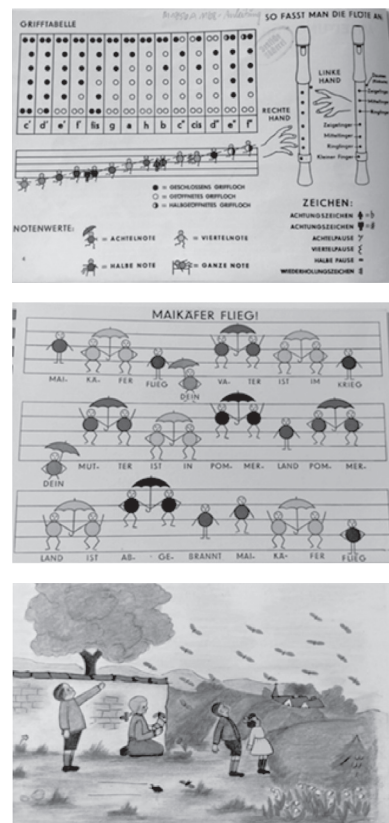 GRIFFTABELLE
SO FASST MAN DIE FLÖTE AN:
LINKE HAND
RECHTE HAND
Zeigefinger
Mittelfinger
Ringfinger
Kleiner Finger
c' d' e' f' fis g a h b c" cis d" e" f"
● = GESCHLOSSENES GRIFFLOCH
○ = GEÖFFNETES GRIFFLOCH
= HALBGEÖFFNETES GRIFFLOCH
NOTENWERTE:
= ACHTELNOTE
= VIERTELNOTE
= HALBE NOTE
= GANZE NOTE
ZEICHEN:
ACHTUNGSZEICHEN = b
ACHTUNGSZEICHEN = #
ACHTELPAUSE
VIERTELPAUSE
HALBE PAUSE
WIEDERHOLUNGSZEICHEN
MAIKÄFER FLIEG!
MAI- KÄ- FER FLIEG DEIN VA- TER IST IM KRIEG
DEIN MUT- TER IST IN POM- MER- LAND POM- MER-
LAND IST AB- GE- BRANNT MAI- KÄ- FER FLIEG